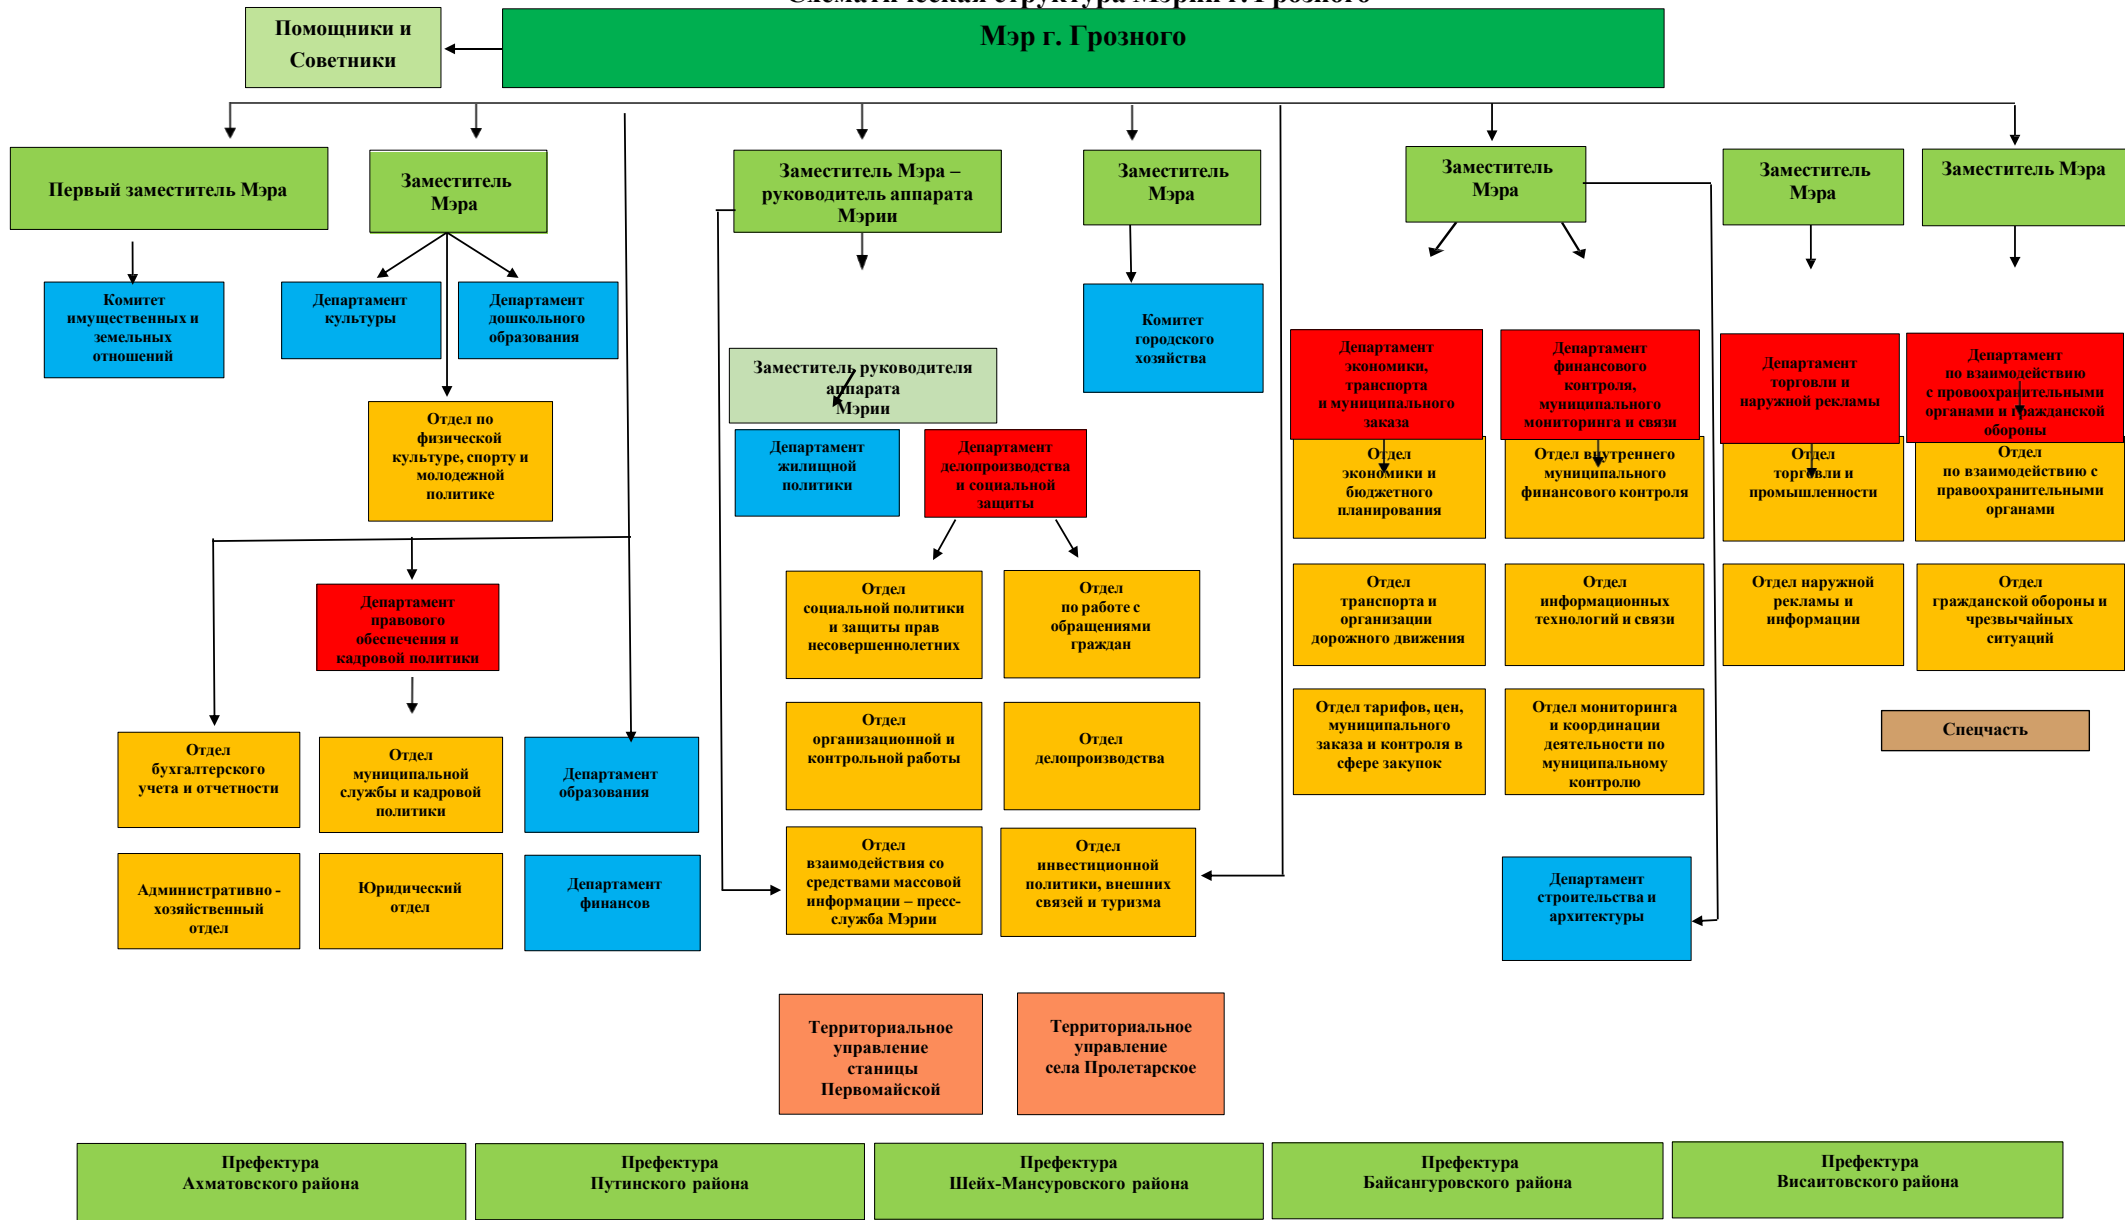 Схематическая структура Мэрии г. Грозного
Помощники и
Советники
Мэр г. Грозного
Первый заместитель Мэра
Заместитель
Мэра
Заместитель Мэра –
руководитель аппарата
Мэрии
Заместитель
Мэра
Заместитель
Мэра
Заместитель
Мэра
Заместитель Мэра
Комитет
имущественных и
земельных
отношений
Департамент
культуры
Департамент
дошкольного
образования
Отдел по
физической
культуре, спорту и
молодежной
политике
Заместитель руководителя
аппарата
Мэрии
Комитет
городского
хозяйства
Департамент
жилищной
политики
Департамент
делопроизводства
и социальной
защиты
Департамент
экономики,
транспорта
и муниципального
заказа
Департамент
финансового
контроля,
муниципального
мониторинга и связи
Департамент
торговли и
наружной рекламы
Департамент
по взаимодействию
с провоохранительными
органами и гражданской
обороны
Отдел
экономики и
бюджетного
планирования
Отдел внутреннего
муниципального
финансового контроля
Отдел
торговли и
промышленности
Отдел
по взаимодействию с
правоохранительными
органами
Департамент
правового
обеспечения и
кадровой политики
Отдел
социальной политики
и защиты прав
несовершеннолетних
Отдел
по работе с
обращениями
граждан
Отдел
транспорта и
организации
дорожного движения
Отдел
информационных
технологий и связи
Отдел наружной
рекламы и
информации
Отдел
гражданской обороны и
чрезвычайных
ситуаций
Отдел
бухгалтерского
учета и отчетности
Отдел
муниципальной
службы и кадровой
политики
Департамент
образования
Отдел
организационной и
контрольной работы
Отдел
делопроизводства
Отдел тарифов, цен,
муниципального
заказа и контроля в
сфере закупок
Отдел мониторинга
и координации
деятельности по
муниципальному
контролю
Спецчасть
Административно -
хозяйственный
отдел
Юридический
отдел
Департамент
финансов
Отдел
взаимодействия со
средствами массовой
информации – пресс-
служба Мэрии
Отдел
инвестиционной
политики, внешних
связей и туризма
Департамент
строительства и
архитектуры
Территориальное
управление
станицы
Первомайской
Территориальное
управление
села Пролетарское
Префектура
Ахматовского района
Префектура
Путинского района
Префектура
Шейх-Мансуровского района
Префектура
Байсангуровского района
Префектура
Висаитовского района